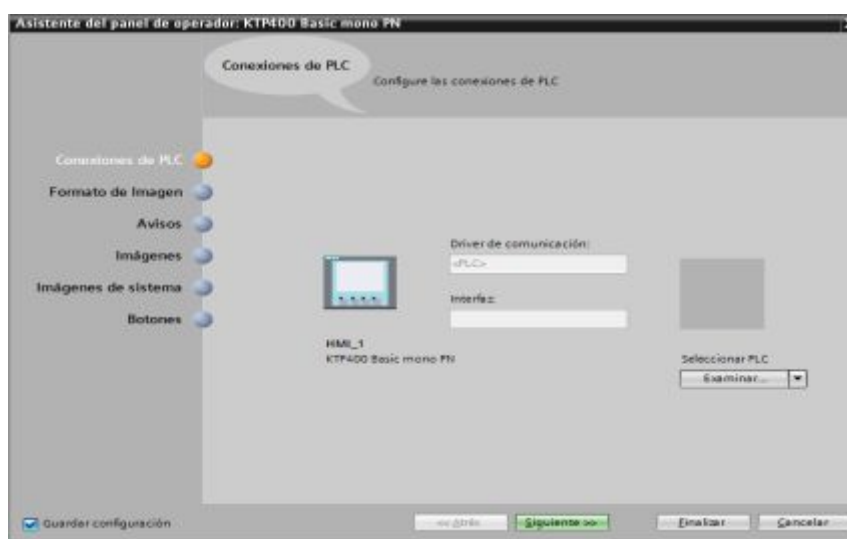 Asistente del panel de operador: KTP400 Basic mono PN
Conexiones de PLC
Configure las conexiones de PLC
Conexiones de PLC
Formato de Imagen
Avisos
Imágenes
Imágenes de sistema
Botones
Driver de comunicación:
<PLC>
Interfaz:
HMI_1
KTP400 Basic mono PN
Seleccionar PLC
Examinar...
Guardar configuración
<< Atrás
Siguiente >>
Finalizar
Cancelar